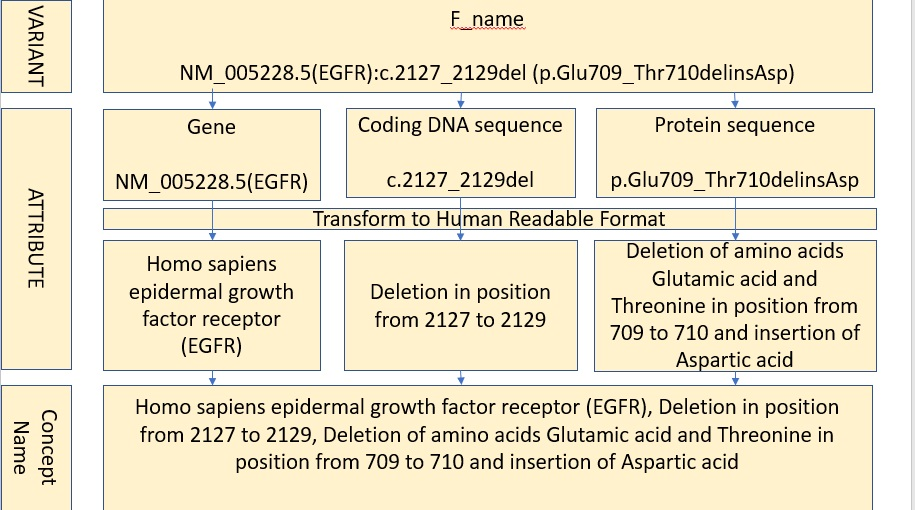 VARIANT
F_name
NM_005228.5(EGFR):c.2127_2129del (p.Glu709_Thr710delinsAsp)
ATTRIBUTE
Gene
NM_005228.5(EGFR)
Coding DNA sequence
c.2127_2129del
Protein sequence
p.Glu709_Thr710delinsAsp
Transform to Human Readable Format
Homo sapiens
epidermal growth
factor receptor
(EGFR)
Deletion in position
from 2127 to 2129
Deletion of amino acids
Glutamic acid and
Threonine in position from
709 to 710 and insertion of
Aspartic acid
Concept
Name
Homo sapiens epidermal growth factor receptor (EGFR), Deletion in position
from 2127 to 2129, Deletion of amino acids Glutamic acid and Threonine in
position from 709 to 710 and insertion of Aspartic acid